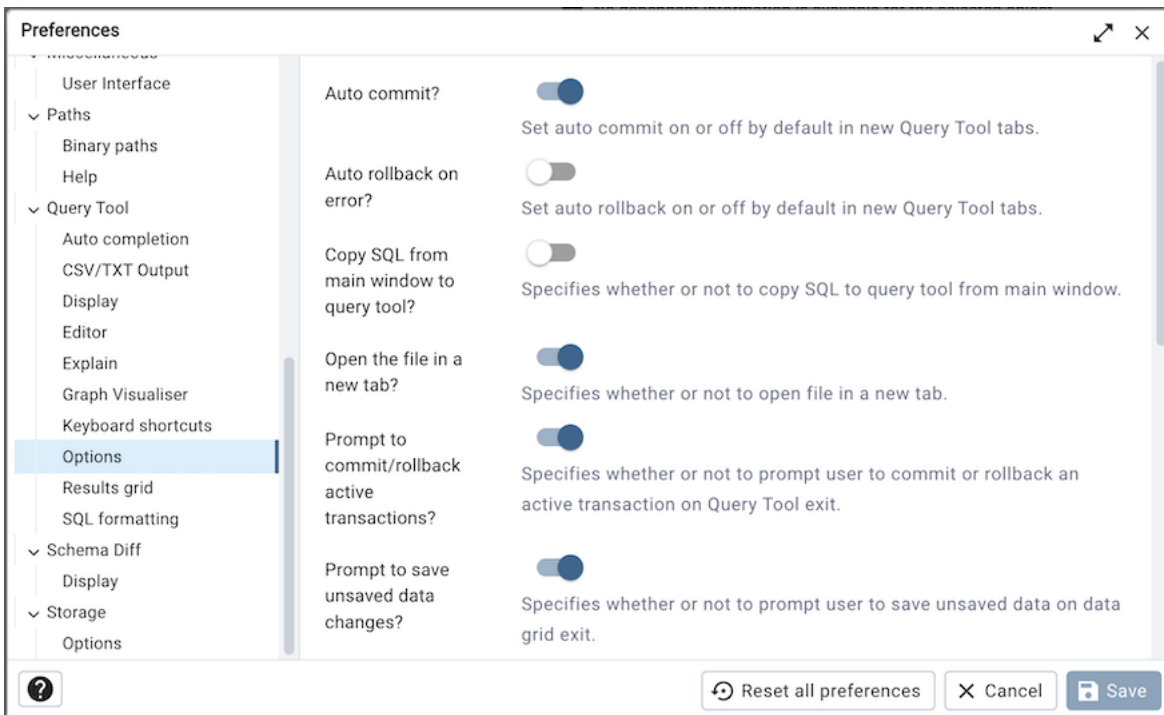 Preferences
User Interface
Paths
Binary paths
Help
Query Tool
Auto completion
CSV/TXT Output
Display
Editor
Explain
Graph Visualiser
Keyboard shortcuts
Options
Results grid
SQL formatting
Schema Diff
Display
Storage
Options
Auto commit?
Set auto commit on or off by default in new Query Tool tabs.
Auto rollback on
error?
Set auto rollback on or off by default in new Query Tool tabs.
Copy SQL from
main window to
query tool?
Specifies whether or not to copy SQL to query tool from main window.
Open the file in a
new tab?
Specifies whether or not to open file in a new tab.
Prompt to
commit/rollback
active
transactions?
Specifies whether or not to prompt user to commit or rollback an
active transaction on Query Tool exit.
Prompt to save
unsaved data
changes?
Specifies whether or not to prompt user to save unsaved data on data
grid exit.
?
Reset all preferences
Cancel
Save